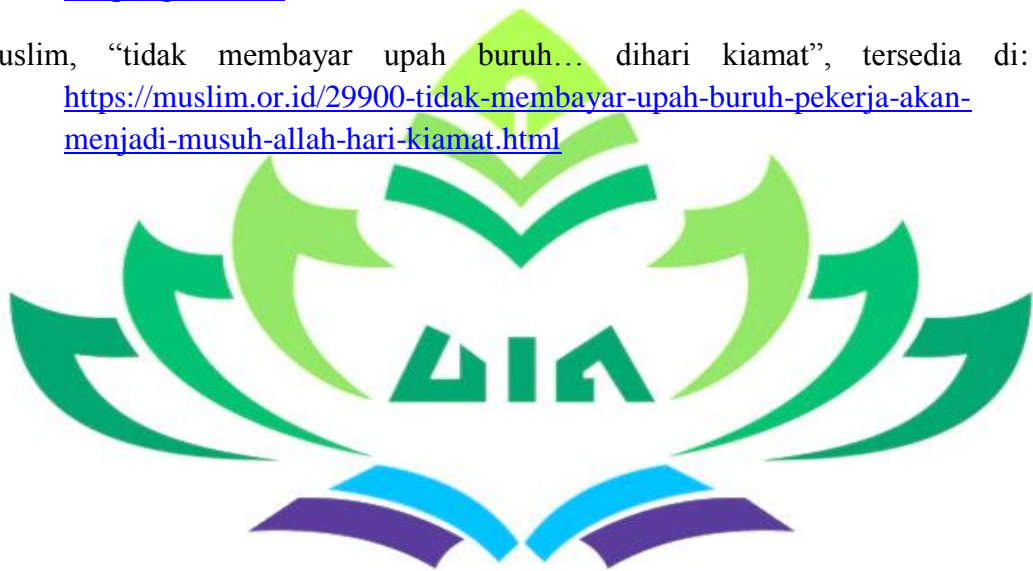 uslim, “tidak membayar upah buruh… dihari kiamat”, tersedia di:
https://muslim.or.id/29900-tidak-membayar-upah-buruh-pekerja-akan-
menjadi-musuh-allah-hari-kiamat.html
UIN